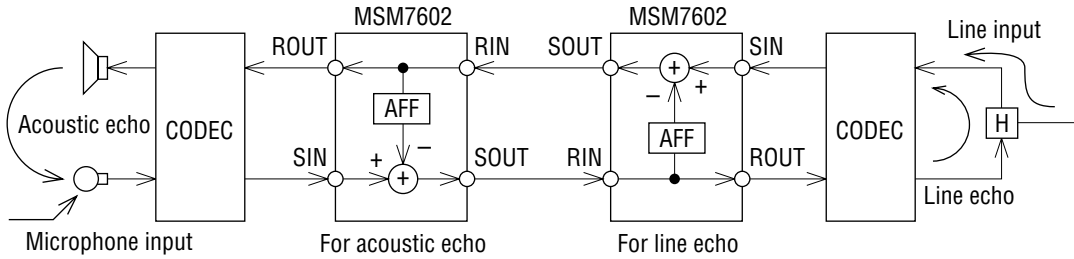 MSM7602
MSM7602
Line input
ROUT
RIN
SOUT
SIN
+
− +
AFF
Acoustic echo
CODEC
CODEC
H
−
AFF
SIN
+
SOUT
RIN
ROUT
+
Line echo
Microphone input
For acoustic echo
For line echo